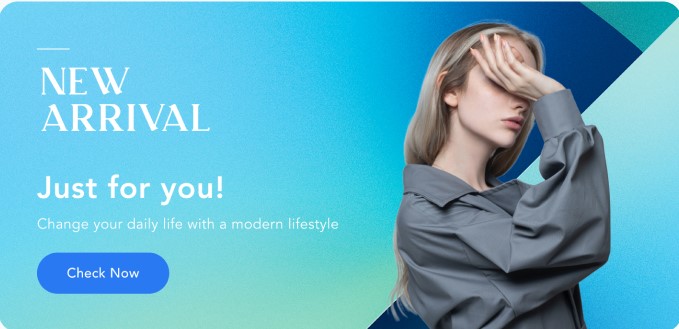 NEW
ARRIVAL
Just for you!
Change your daily life with a modern lifestyle
Check Now